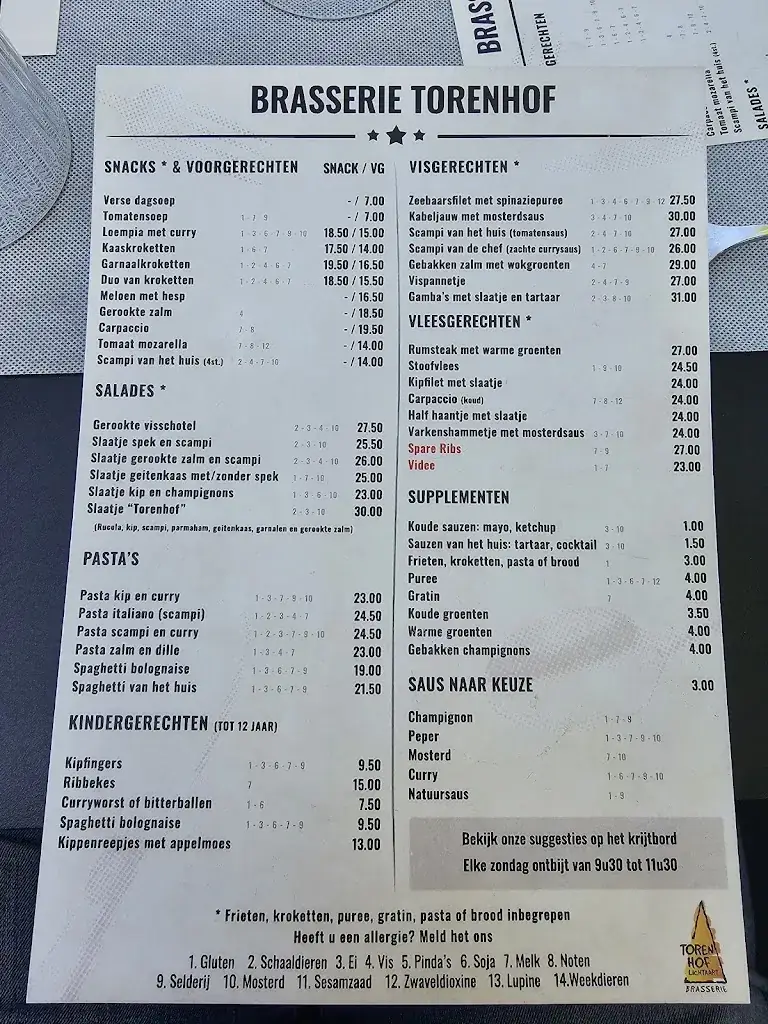 BRASSERIE TORENHOF
SNACKS * & VOORGERECHTEN SNACK / VG
Verse dagsoep - / 7.00
Tomatensoep 1-7-9 - / 7.00
Loempia met curry 1-3-6-7-9-10 18.50 / 15.00
Kaaskroketten 1-6-7 17.50 / 14.00
Garnaalkroketten 1-2-4-6-7 19.50 / 16.50
Duo van kroketten 1-2-4-6-7 18.50 / 15.50
Meloen met hesp - / 16.50
Gerookte zalm 4 - / 18.50
Carpaccio 7-8 - / 19.50
Tomaat mozarella 7-8-12 - / 14.00
Scampi van het huis (4st.) 2-4-7-10 - / 14.00
SALADES *
Gerookte visschotel 2-3-4-10 27.50
Slaatje spek en scampi 2-3-10 25.50
Slaatje gerookte zalm en scampi 2-3-4-10 26.00
Slaatje geitenkaas met/zonder spek 1-7-10 25.00
Slaatje kip en champignons 1-3-6-10 23.00
Slaatje "Torenhof" 2-3-10 30.00
(Rucola, kip, scampi, parmaham, geitenkaas, garnalen en gerookte zalm)
PASTA'S
Pasta kip en curry 1-3-7-9-10 23.00
Pasta italiano (scampi) 1-2-3-4-7 24.50
Pasta scampi en curry 1-2-3-7-9-10 24.50
Pasta zalm en dille 1-3-4-7 23.00
Spaghetti bolognaise 1-3-6-7-9 19.00
Spaghetti van het huis 1-3-6-7-9 21.50
KINDERGERECHTEN (TOT 12 JAAR)
Kipfingers 1-3-6-7-9 9.50
Ribbekes 7 15.00
Curryworst of bitterballen 1-6 7.50
Spaghetti bolognaise 1-3-6-7-9 9.50
Kippenreepjes met appelmoes 13.00
VISGERECHTEN *
Zeebaarsfilet met spinaziepuree 1-3-4-6-7-9-12 27.50
Kabeljauw met mosterdsaus 3-4-7-10 30.00
Scampi van het huis (tomatensaus) 2-4-7-10 27.00
Scampi van de chef (zachte currysaus) 1-2-6-7-9-10 26.00
Gebakken zalm met wokgroenten 4-7 29.00
Vispannetje 2-4-7-9 27.00
Gamba's met slaatje en tartaar 2-3-8-10 31.00
VLEESGERECHTEN *
Rumsteak met warme groenten 27.00
Stoofvlees 1-9-10 24.50
Kipfilet met slaatje 24.00
Carpaccio (koud) 7-8-12 24.00
Half haantje met slaatje 24.00
Varkenshammetje met mosterdsaus 3-7-10 24.00
Spare Ribs 7-9 27.00
Videe 1-7 23.00
SUPPLEMENTEN
Koude sauzen: mayo, ketchup 3-10 1.00
Sauzen van het huis: tartaar, cocktail 3-10 1.50
Frieten, kroketten, pasta of brood 1 3.00
Puree 1-3-6-7-12 4.00
Gratin 7 4.00
Koude groenten 3.50
Warme groenten 4.00
Gebakken champignons 4.00
SAUS NAAR KEUZE 3.00
Champignon 1-7-9
Peper 1-3-7-9-10
Mosterd 7-10
Curry 1-6-7-9-10
Natuursaus 1-9
Bekijk onze suggesties op het krijtbord
Elke zondag ontbijt van 9u30 tot 11u30
* Frieten, kroketten, puree, gratin, pasta of brood inbegrepen
Heeft u een allergie? Meld het ons
1. Gluten 2. Schaaldieren 3. Ei 4. Vis 5. Pinda's 6. Soja 7. Melk 8. Noten
9. Selderij 10. Mosterd 11. Sesamzaad 12. Zwaveldioxine 13. Lupine 14.Weekdieren
TOREN
HOF
LICHTAART
BRASSERIE
BRAS
GERECHTEN
Tomaat mozarella
Scampi van het huis (4st.)
SALADES *